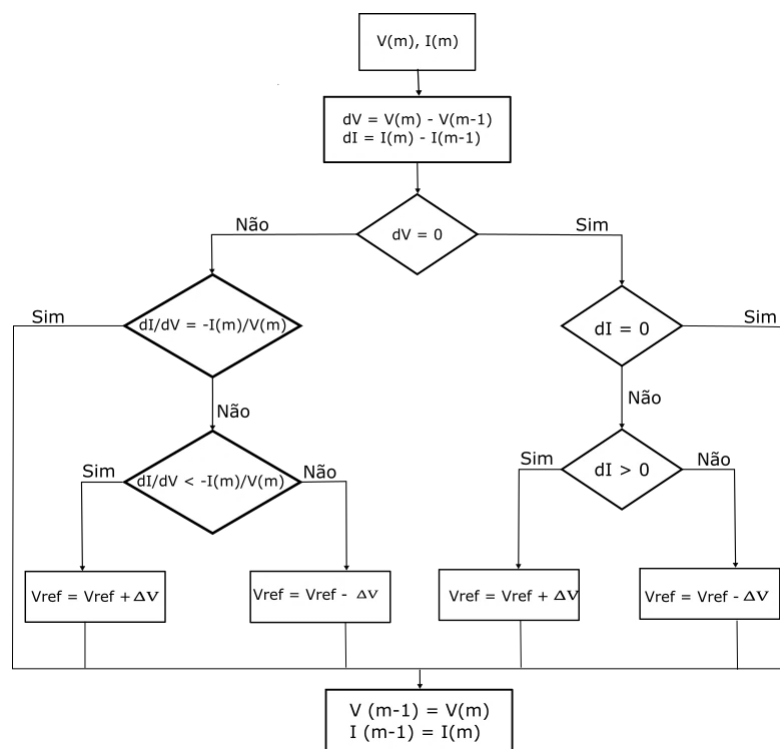 V(m), I(m)
dV = V(m) - V(m-1)
dI = I(m) - I(m-1)
Não
dV = 0
Sim
Sim
dI/dV = -I(m)/V(m)
dI = 0
Sim
Não
Não
Sim
dI/dV < -I(m)/V(m)
Não
Sim
dI > 0
Não
Vref = Vref + ΔV
Vref = Vref - ΔV
Vref = Vref + ΔV
Vref = Vref - ΔV
V (m-1) = V(m)
I (m-1) = I(m)